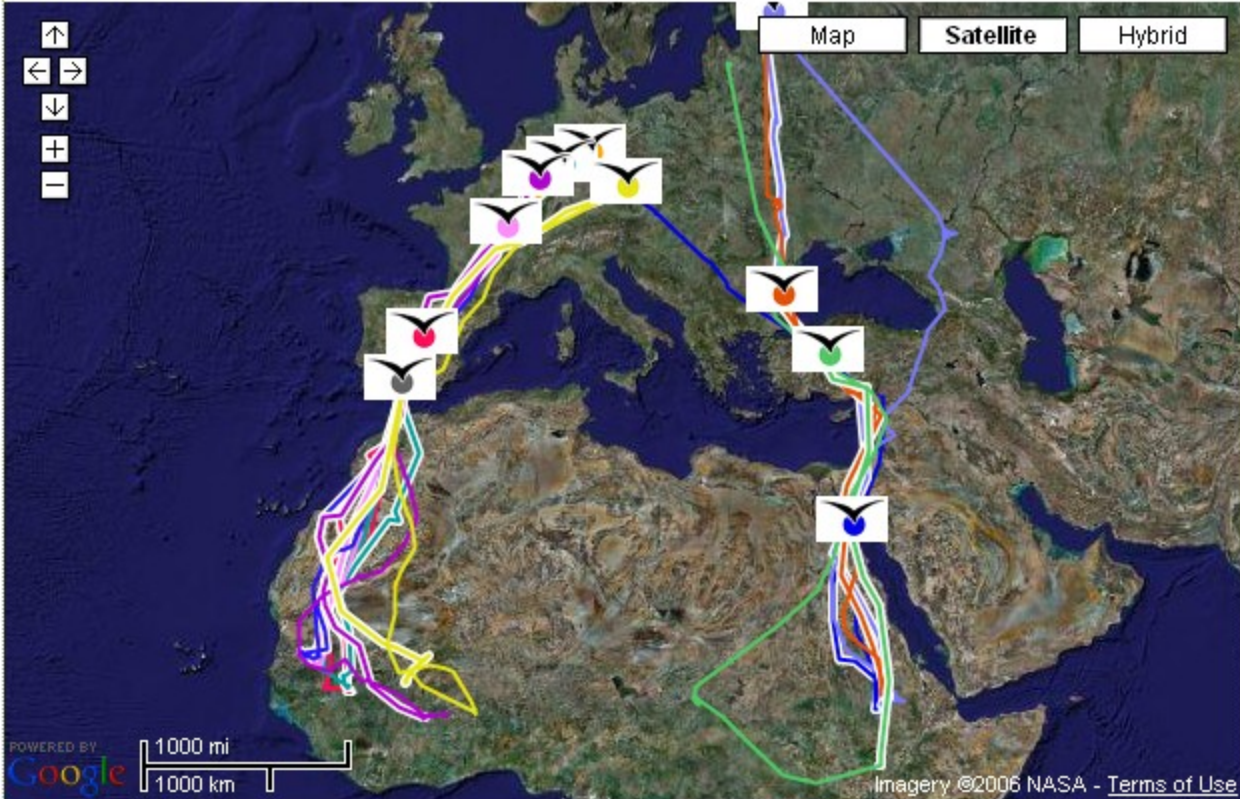 Map
Satellite
Hybrid
POWERED BY
Google
1000 mi
1000 km
Imagery ©2006 NASA - Terms of Use